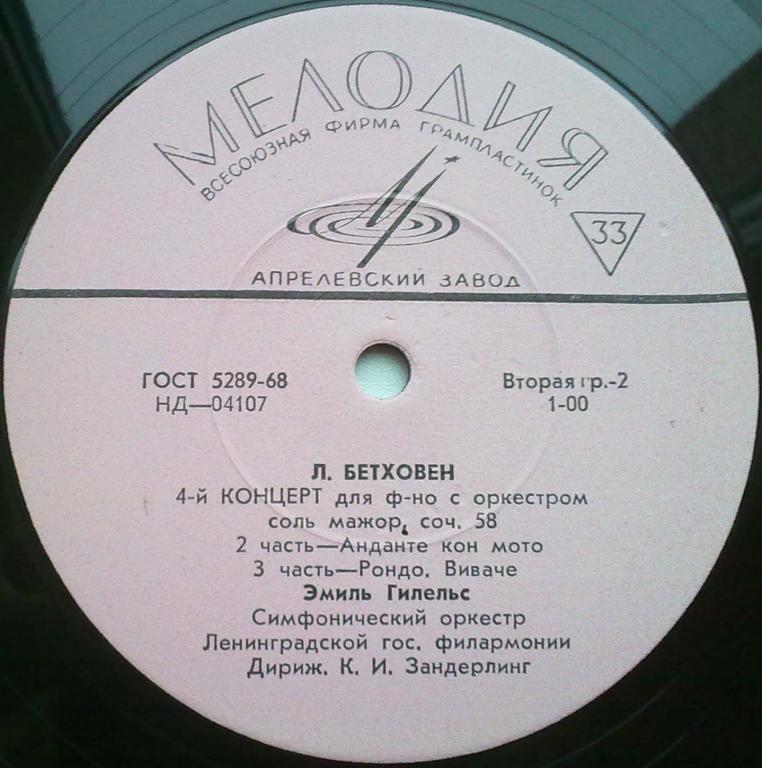 МЕЛОДИЯ
ВСЕСОЮЗНАЯ ФИРМА ГРАМПЛАСТИНОК
33
АПРЕЛЕВСКИЙ ЗАВОД
ГОСТ 5289-68 Вторая гр.-2
НД—04107 1-00
Л. БЕТХОВЕН
4-й КОНЦЕРТ для ф-но с оркестром
соль мажор, соч. 58
2 часть—Анданте кон мото
3 часть—Рондо. Виваче
Эмиль Гилельс
Симфонический оркестр
Ленинградской гос. филармонии
Дириж. К. И. Зандерлинг